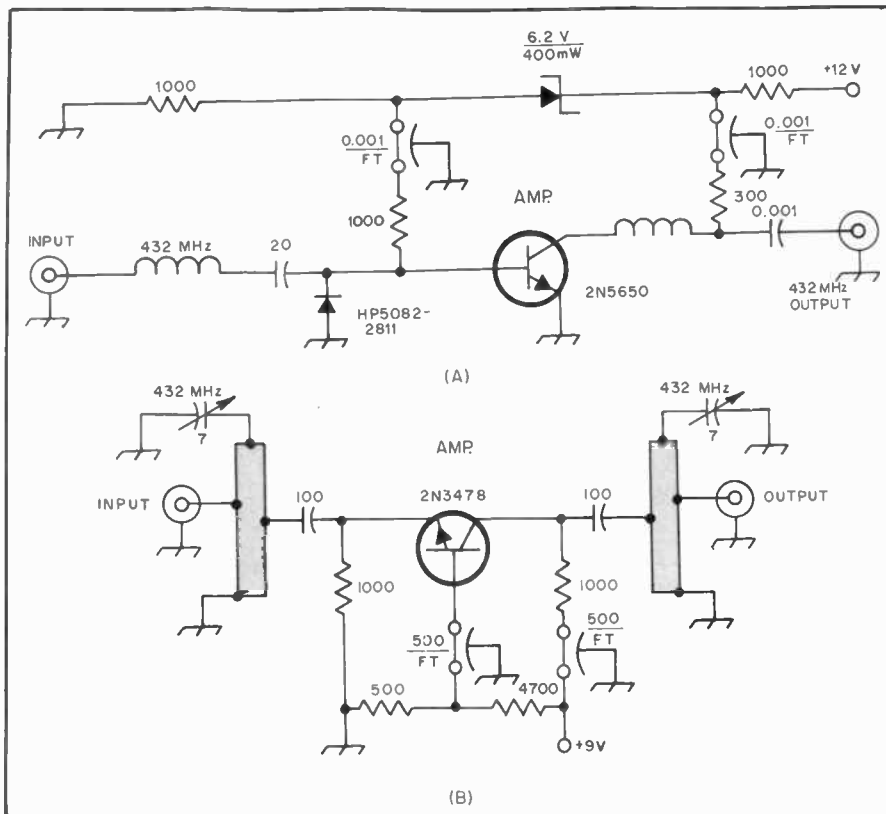 6.2 V
400mW
1000
1000
+12 V
0.001
FT
0.001
FT
1000
300
AMP.
0.001
INPUT
432 MHz
20
2N5650
432 MHz
OUTPUT
HP5082-
2811
(A)
432 MHz
7
432 MHz
7
AMP.
INPUT
100
2N3478
100
OUTPUT
1000
1000
500
FT
500
FT
500
4700
+9V
(B)